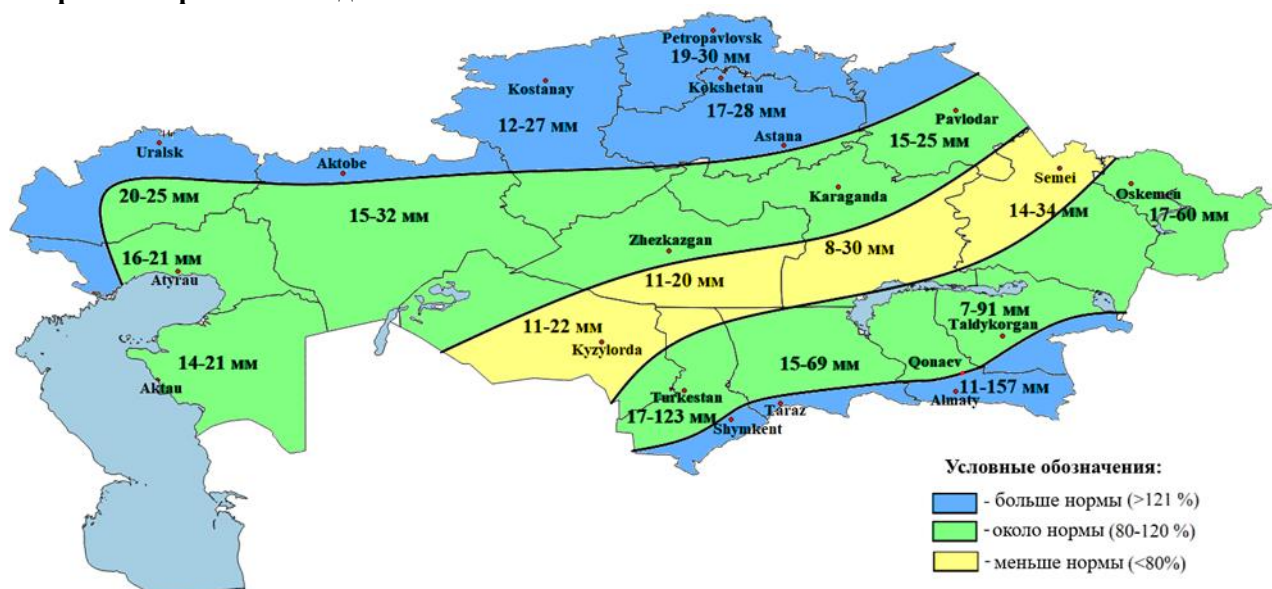 Petropavlovsk
19-30 мм
Kostanay
Kokshetau
12-27 мм
17-28 мм
Pavlodar
Uralsk
Astana
15-25 мм
Aktobe
Semei
20-25 мм
Karaganda
Oskemen
15-32 мм
14-34 мм
17-60 мм
Zhezkazgan
8-30 мм
16-21 мм
Atyrau
11-20 мм
7-91 мм
11-22 мм
Taldykorgan
Kyzylorda
14-21 мм
15-69 мм
Qonaev
Aktau
11-157 мм
Turkestan
Almaty
17-123 мм
Taraz
Shymkent
Условные обозначения:
- больше нормы (>121 %)
-около нормы (80-120 %)
- меньше нормы (<80%)